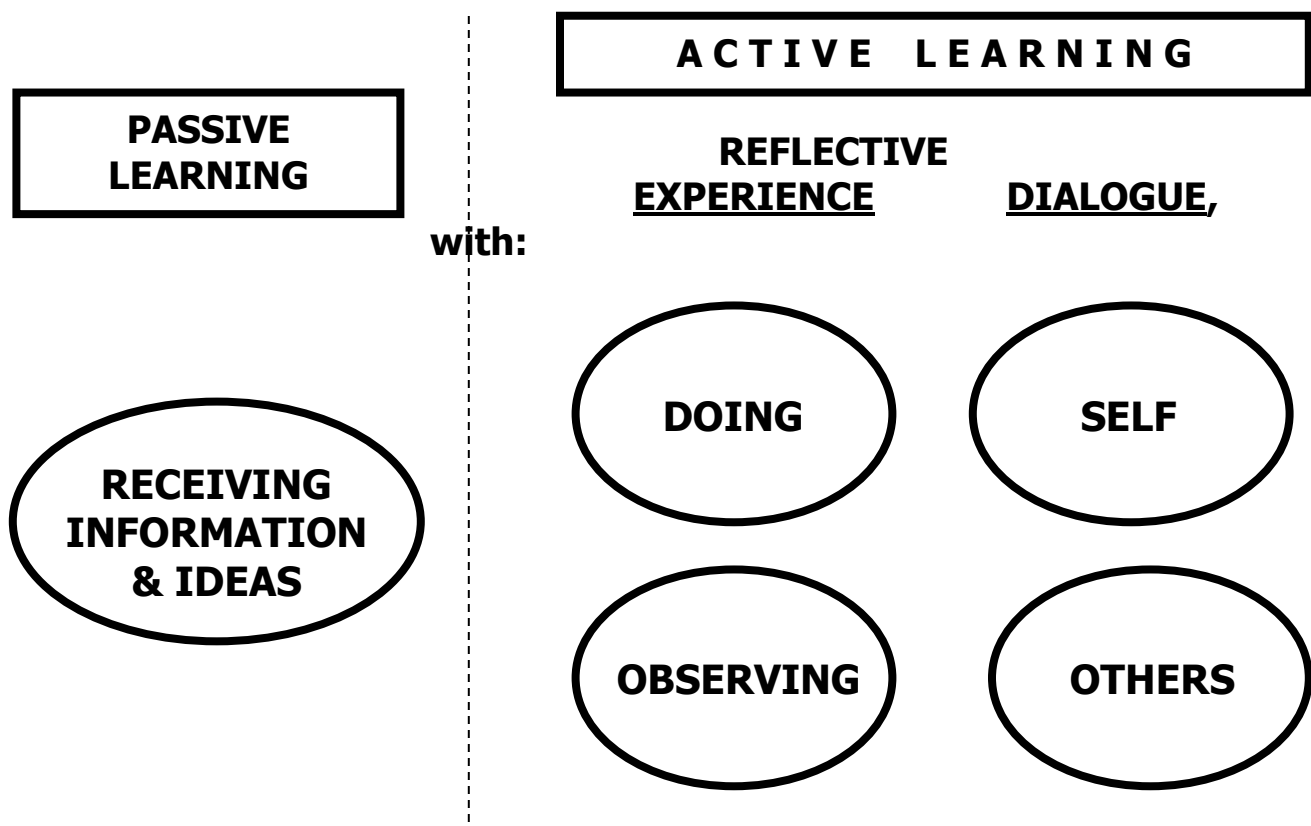 PASSIVE
LEARNING
RECEIVING
INFORMATION
& IDEAS
A C T I V E   L E A R N I N G
REFLECTIVE
EXPERIENCE DIALOGUE,
with:
DOING
SELF
OBSERVING
OTHERS